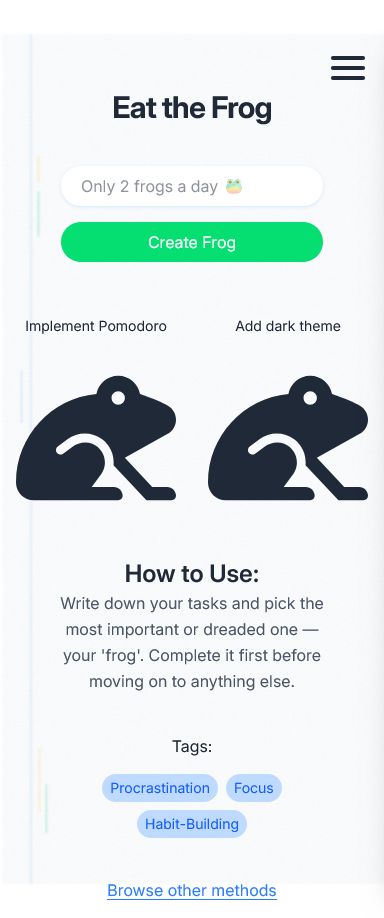 Eat the Frog
Only 2 frogs a day 🐸
Create Frog
Implement Pomodoro
Add dark theme
How to Use:
Write down your tasks and pick the
most important or dreaded one —
your 'frog'. Complete it first before
moving on to anything else.
Tags:
Procrastination Focus
Habit-Building
Browse other methods